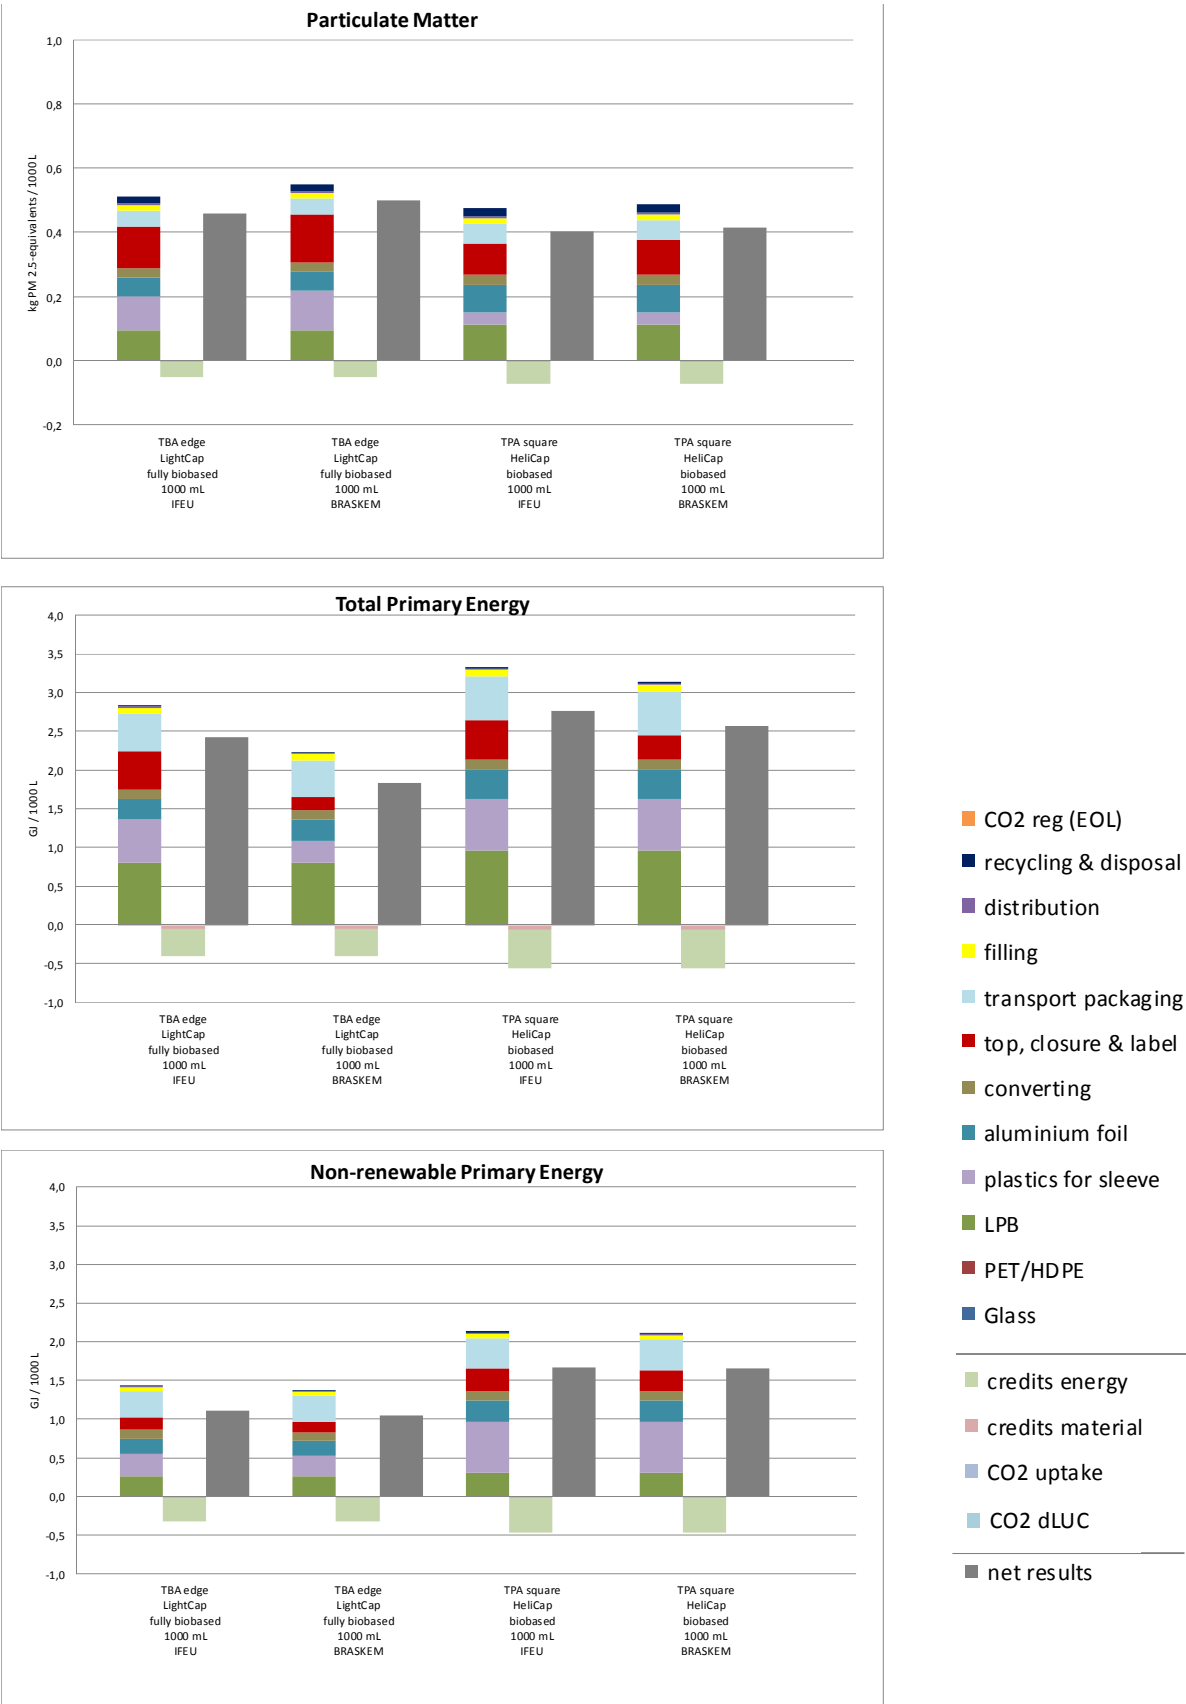 Particulate Matter
1,0
0,8
0,6
0,4
0,2
0,0
-0,2
kg PM 2.5-equivalents / 1000 L
TBA edge
LightCap
fully biobased
1000 mL
IFEU
TBA edge
LightCap
fully biobased
1000 mL
BRASKEM
TPA square
HeliCap
biobased
1000 mL
IFEU
TPA square
HeliCap
biobased
1000 mL
BRASKEM
Total Primary Energy
4,0
3,5
3,0
2,5
2,0
1,5
1,0
0,5
0,0
-0,5
-1,0
GJ / 1000 L
TBA edge
LightCap
fully biobased
1000 mL
IFEU
TBA edge
LightCap
fully biobased
1000 mL
BRASKEM
TPA square
HeliCap
biobased
1000 mL
IFEU
TPA square
HeliCap
biobased
1000 mL
BRASKEM
Non-renewable Primary Energy
4,0
3,5
3,0
2,5
2,0
1,5
1,0
0,5
0,0
-0,5
-1,0
GJ / 1000 L
TBA edge
LightCap
fully biobased
1000 mL
IFEU
TBA edge
LightCap
fully biobased
1000 mL
BRASKEM
TPA square
HeliCap
biobased
1000 mL
IFEU
TPA square
HeliCap
biobased
1000 mL
BRASKEM
CO2 reg (EOL)
recycling & disposal
distribution
filling
transport packaging
top, closure & label
converting
aluminium foil
plastics for sleeve
LPB
PET/HDPE
Glass
credits energy
credits material
CO2 uptake
CO2 dLUC
net results